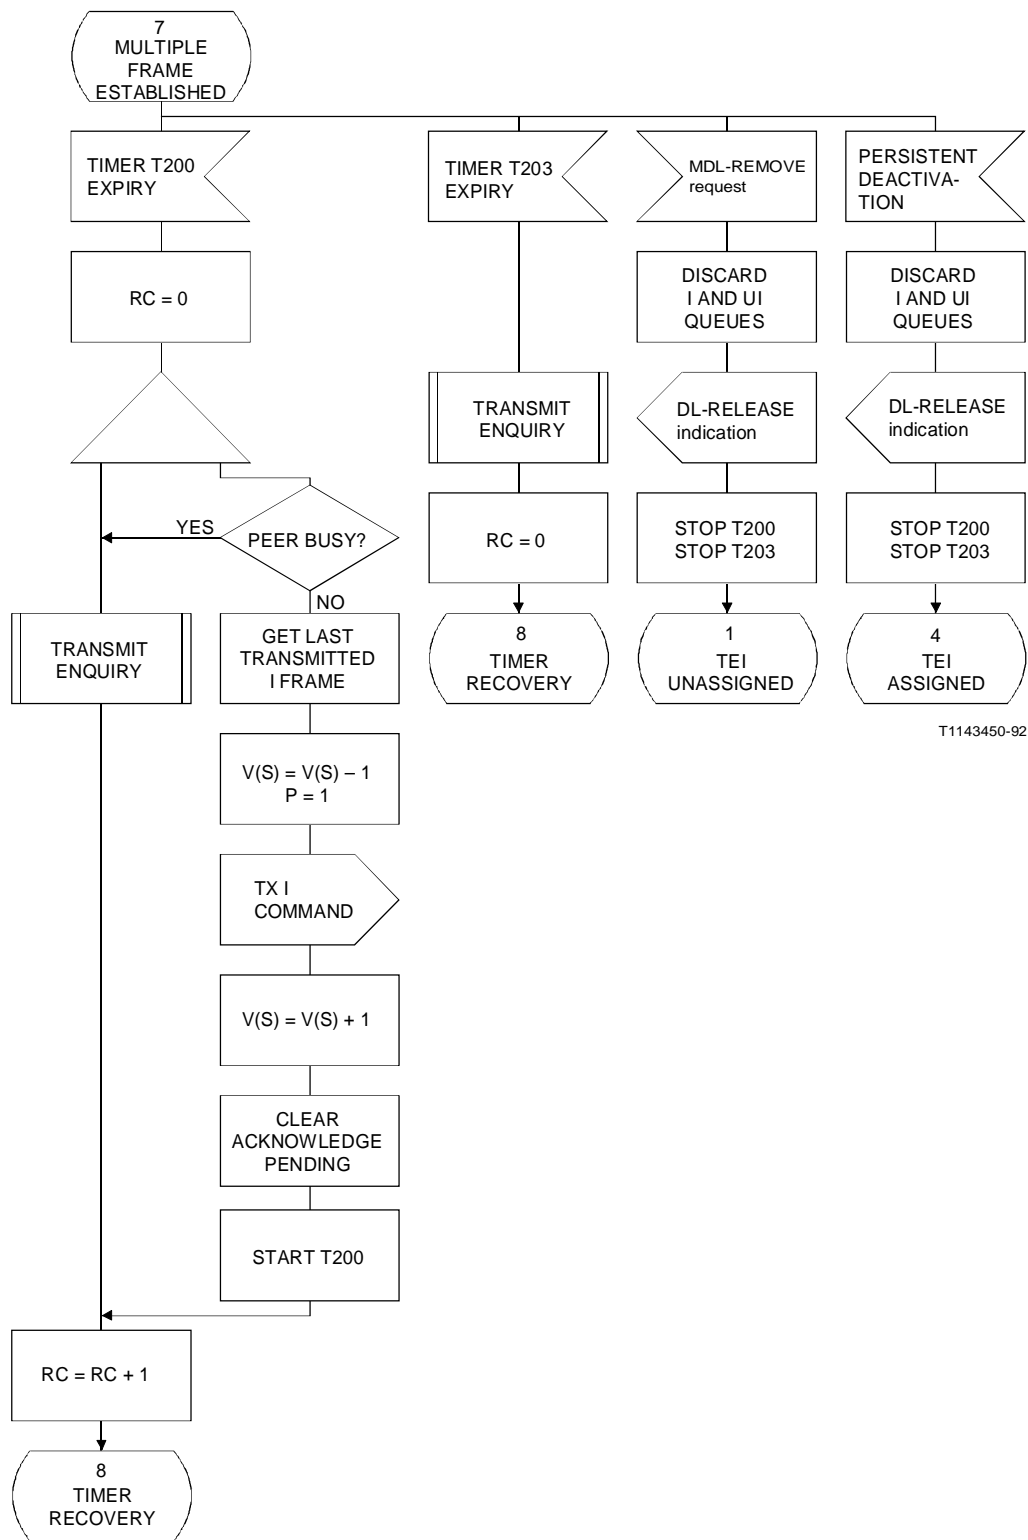 7
MULTIPLE
FRAME
ESTABLISHED
TIMER T200
EXPIRY
TIMER T203
EXPIRY
MDL-REMOVE
request
PERSISTENT
DEACTIVA-
TION
RC = 0
DISCARD
I AND UI
QUEUES
DISCARD
I AND UI
QUEUES
TRANSMIT
ENQUIRY
DL-RELEASE
indication
DL-RELEASE
indication
YES
PEER BUSY?
NO
RC = 0
STOP T200
STOP T203
STOP T200
STOP T203
TRANSMIT
ENQUIRY
GET LAST
TRANSMITTED
I FRAME
8
TIMER
RECOVERY
1
TEI
UNASSIGNED
4
TEI
ASSIGNED
T1143450-92
V(S) = V(S) – 1
P = 1
TX I
COMMAND
V(S) = V(S) + 1
CLEAR
ACKNOWLEDGE
PENDING
START T200
RC = RC + 1
8
TIMER
RECOVERY